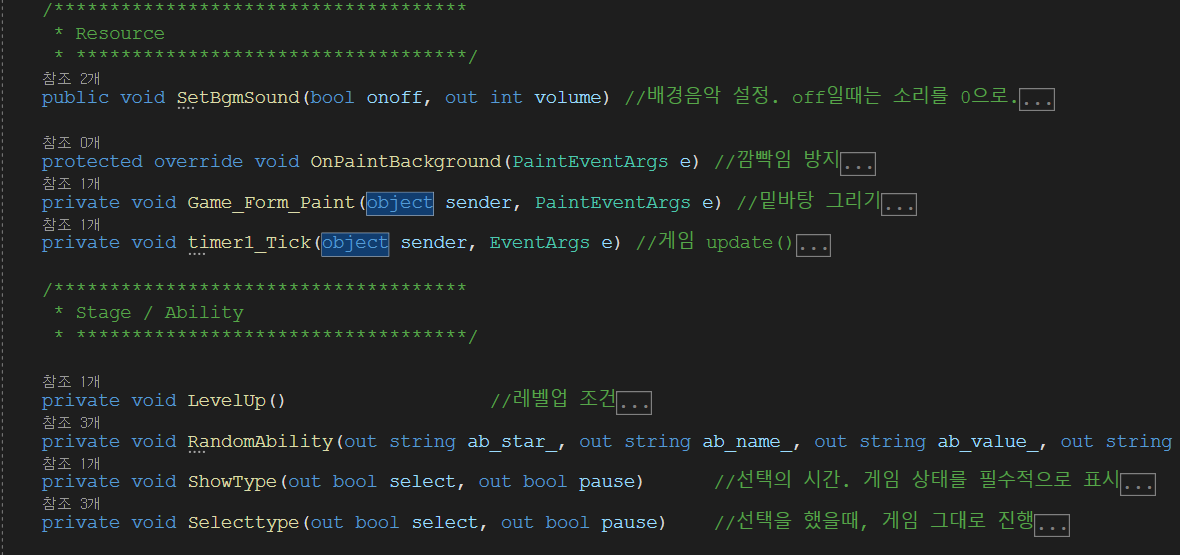 /*************************************
* Resource
* ***********************************/
참조 2개
public void SetBgmSound(bool onoff, out int volume) //배경음악 설정. off일때는 소리를 0으로....
참조 0개
protected override void OnPaintBackground(PaintEventArgs e) //깜빡임 방지...
참조 1개
private void Game_Form_Paint(object sender, PaintEventArgs e) //밑바탕 그리기...
참조 1개
private void timer1_Tick(object sender, EventArgs e) //게임 update()...
/*************************************
* Stage / Ability
* ***********************************/
참조 1개
private void LevelUp() //레벨업 조건...
참조 3개
private void RandomAbility(out string ab_star_, out string ab_name_, out string ab_value_, out string
참조 1개
private void ShowType(out bool select, out bool pause) //선택의 시간. 게임 상태를 필수적으로 표시...
참조 3개
private void Selecttype(out bool select, out bool pause) //선택을 했을때, 게임 그대로 진행...